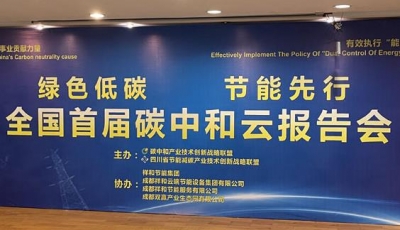 事业贡献力量
有效执行“能
na's Carbon neutrality cause
Effectively Implement The Policy Of "Dual Control Of Energy
绿色低碳 节能先行
全国首届碳中和云报告会
主办：碳中和产业技术创新战略联盟
四川省节能减碳产业技术创新战略联盟
协办：祥和节能集团
成都祥和云端节能设备集团有限公司
成都祥和节能服务有限公司